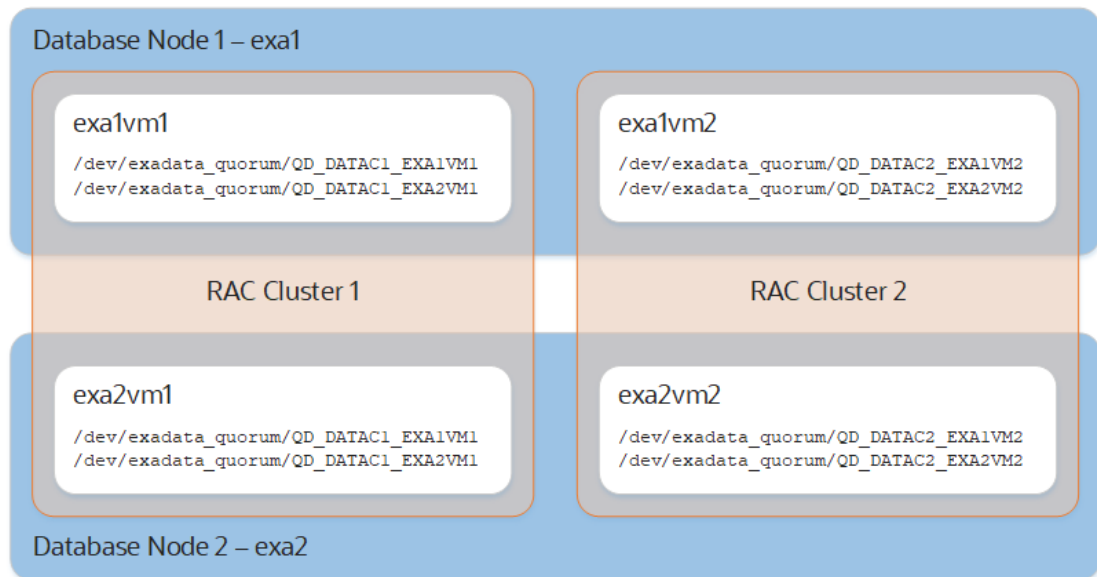 Database Node 1 – exa1
exa1vm1
/dev/exadata_quorum/QD_DATAC1_EXA1VM1
/dev/exadata_quorum/QD_DATAC1_EXA2VM1
exa1vm2
/dev/exadata_quorum/QD_DATAC2_EXA1VM2
/dev/exadata_quorum/QD_DATAC2_EXA2VM2
RAC Cluster 1
RAC Cluster 2
exa2vm1
/dev/exadata_quorum/QD_DATAC1_EXA1VM1
/dev/exadata_quorum/QD_DATAC1_EXA2VM1
exa2vm2
/dev/exadata_quorum/QD_DATAC2_EXA1VM2
/dev/exadata_quorum/QD_DATAC2_EXA2VM2
Database Node 2 – exa2